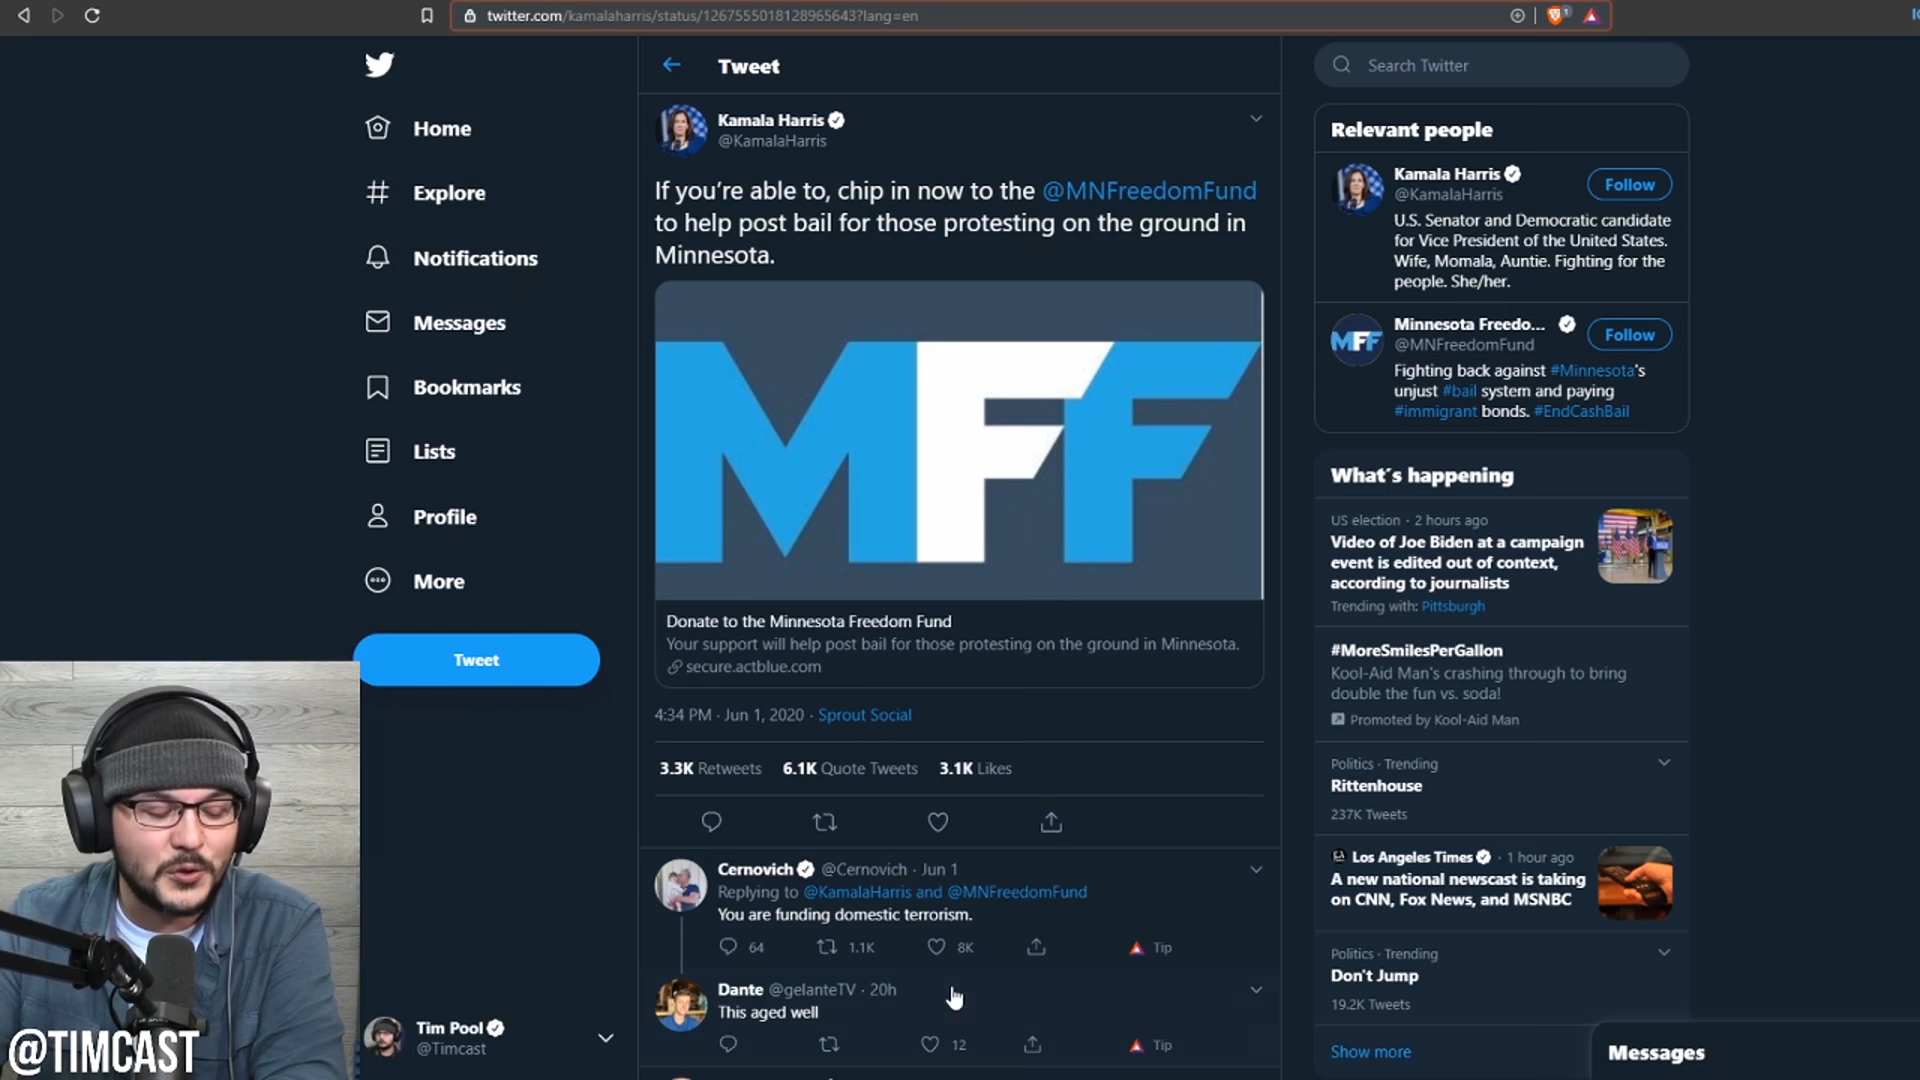 twitter.com/kamalaharris/status/1267555018128965643?lang=en
1
Home
Explore
Notifications
Messages
Bookmarks
Lists
Profile
More
Tweet
Tim Pool
@Timcast
@TIMCAST
Tweet
Kamala Harris
@KamalaHarris
If you're able to, chip in now to the @MNFreedomFund
to help post bail for those protesting on the ground in
Minnesota.
MFF
Donate to the Minnesota Freedom Fund
Your support will help post bail for those protesting on the ground in Minnesota.
secure.actblue.com
4:34 PM · Jun 1, 2020 · Sprout Social
3.3K Retweets 6.1K Quote Tweets 3.1K Likes
Cernovich @Cernovich · Jun 1
Replying to @KamalaHarris and @MNFreedomFund
You are funding domestic terrorism.
64 1.1K 8K Tip
Dante @gelanteTV · 20h
This aged well
12 Tip
Search Twitter
Relevant people
Kamala Harris
@KamalaHarris
Follow
U.S. Senator and Democratic candidate
for Vice President of the United States.
Wife, Momala, Auntie. Fighting for the
people. She/her.
MFF
Minnesota Freedo...
@MNFreedomFund
Follow
Fighting back against #Minnesota's
unjust #bail system and paying
#immigrant bonds. #EndCashBail
What's happening
US election · 2 hours ago
Video of Joe Biden at a campaign
event is edited out of context,
according to journalists
Trending with: Pittsburgh
#MoreSmilesPerGallon
Kool-Aid Man's crashing through to bring
double the fun vs. soda!
Promoted by Kool-Aid Man
Politics · Trending
Rittenhouse
237K Tweets
Los Angeles Times · 1 hour ago
A new national newscast is taking
on CNN, Fox News, and MSNBC
Politics · Trending
Don't Jump
19.2K Tweets
Show more
Messages